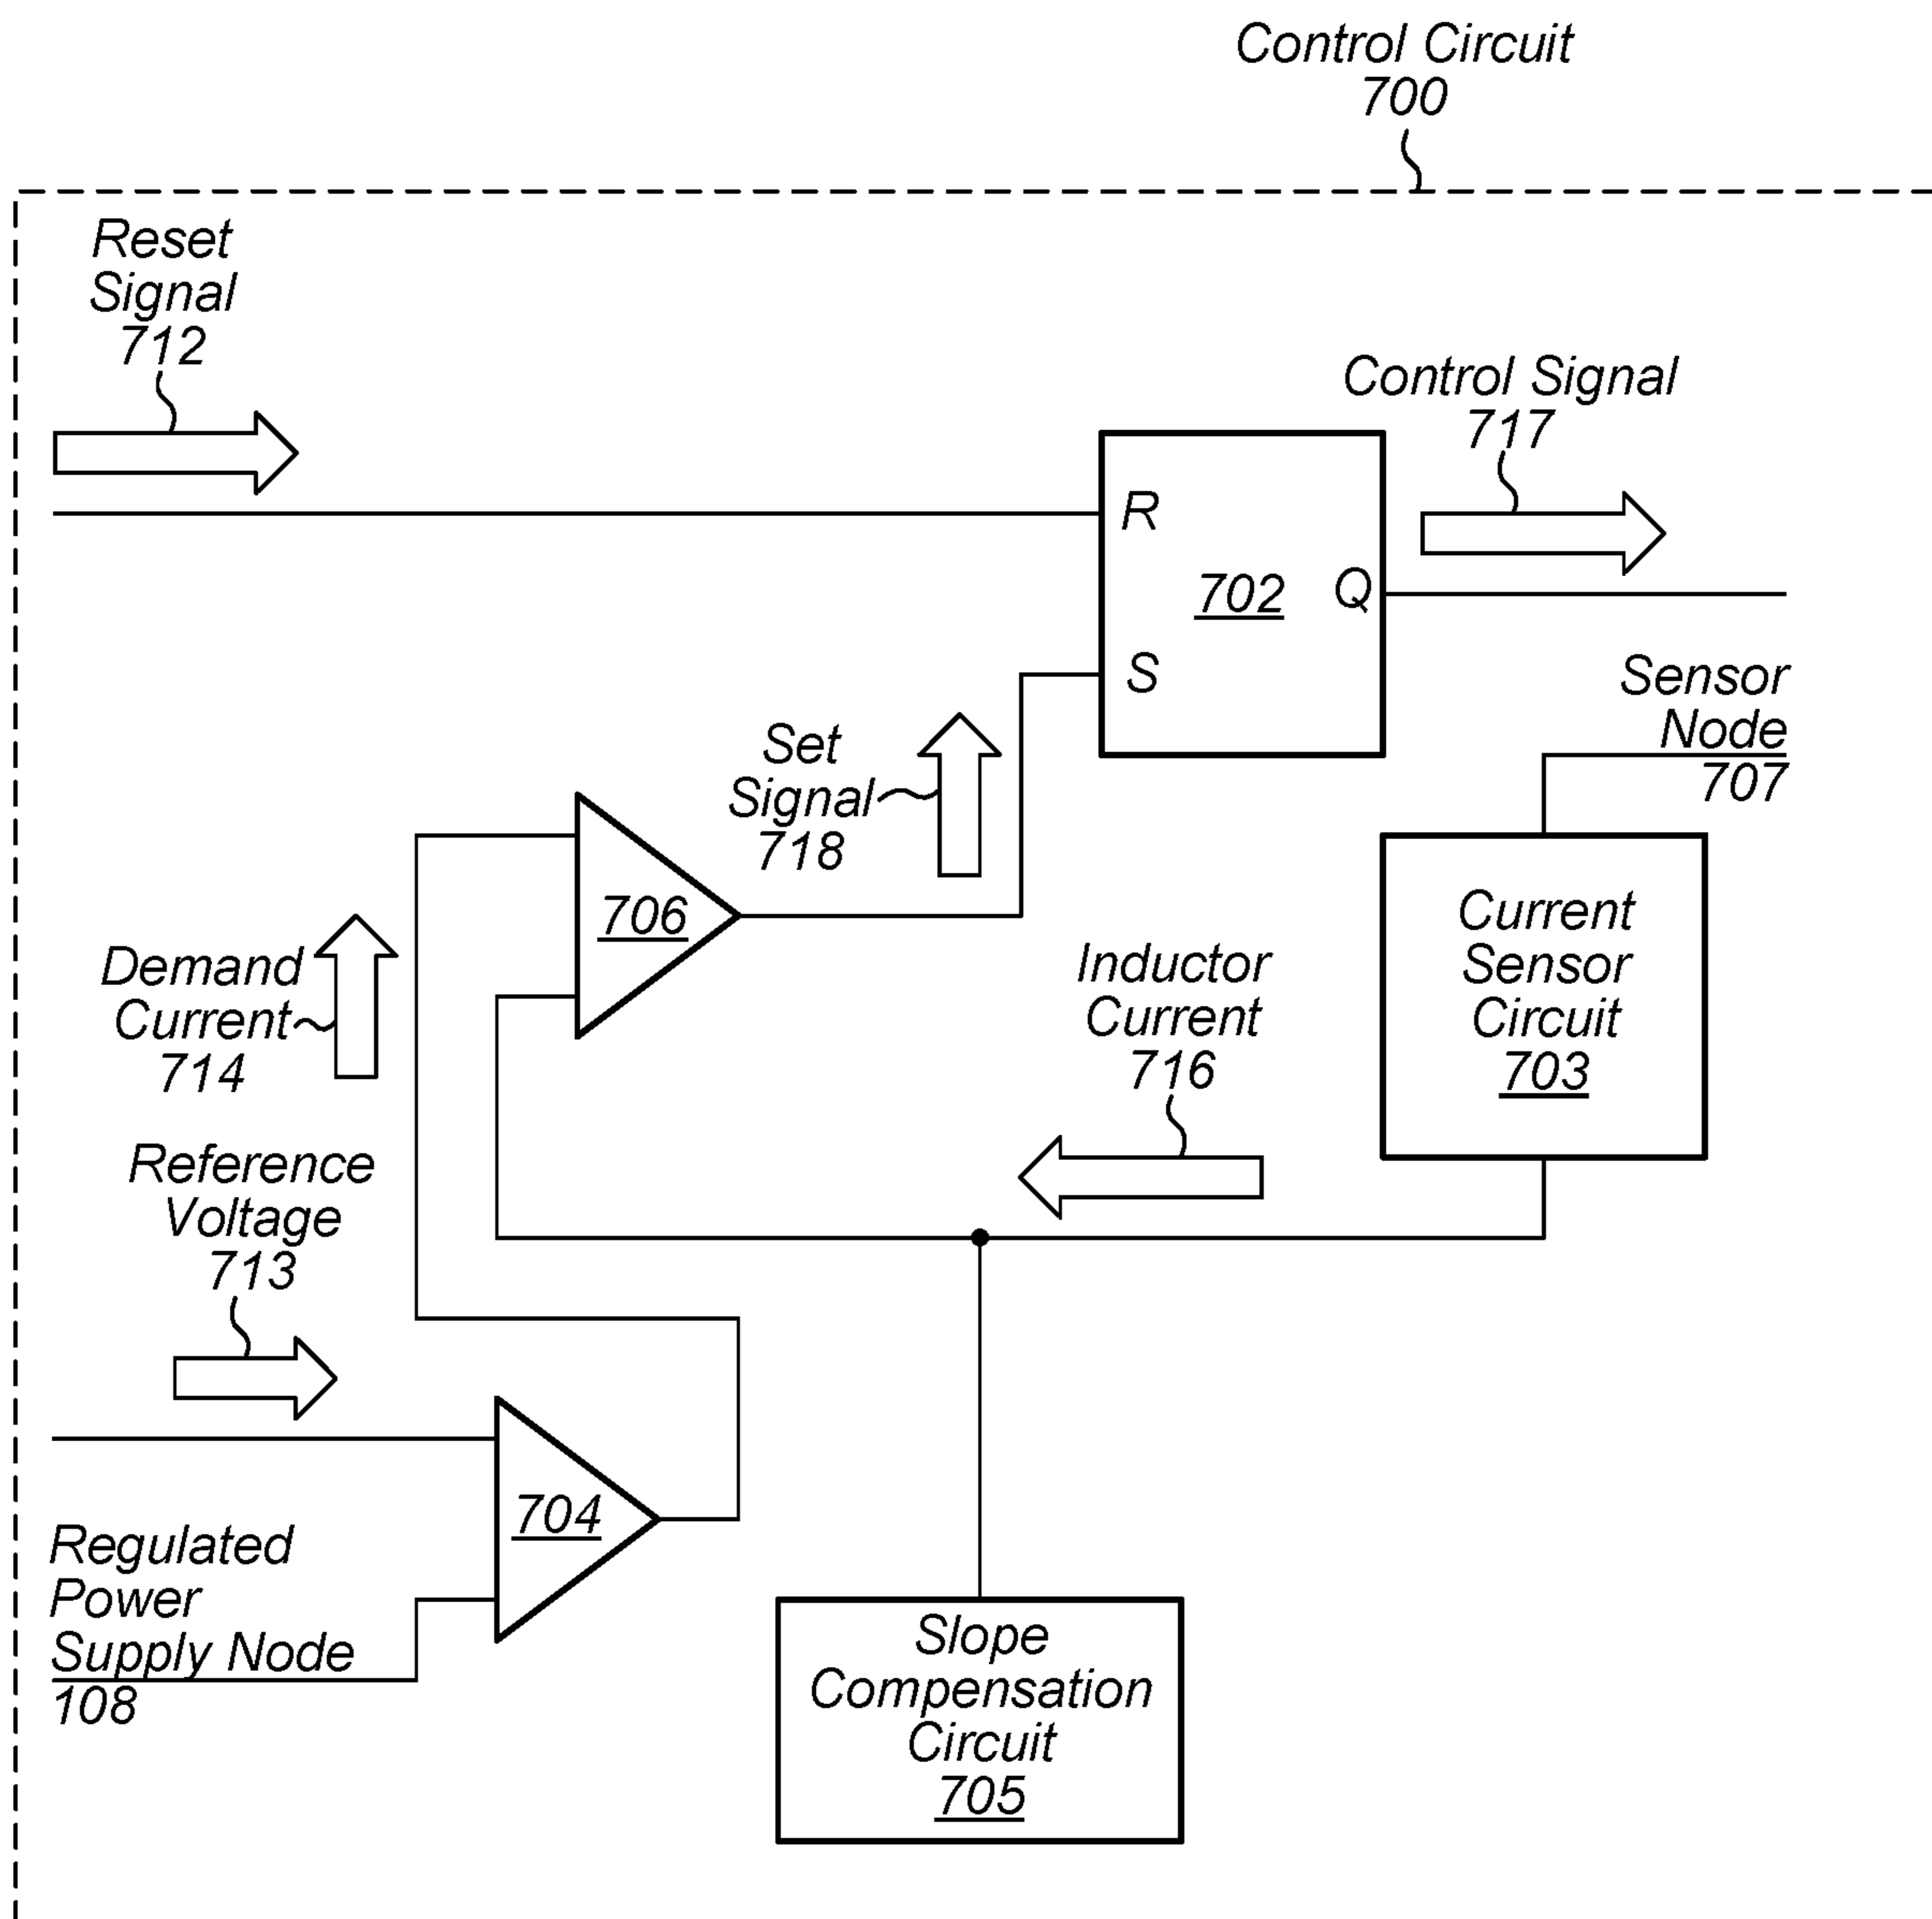 Control Circuit
700
Reset
Signal
712
Control Signal
717
R
702
Q
S
Sensor
Node
707
Set
Signal
718
706
Current
Sensor
Circuit
703
Demand
Current
714
Inductor
Current
716
Reference
Voltage
713
704
Regulated
Power
Supply Node
108
Slope
Compensation
Circuit
705